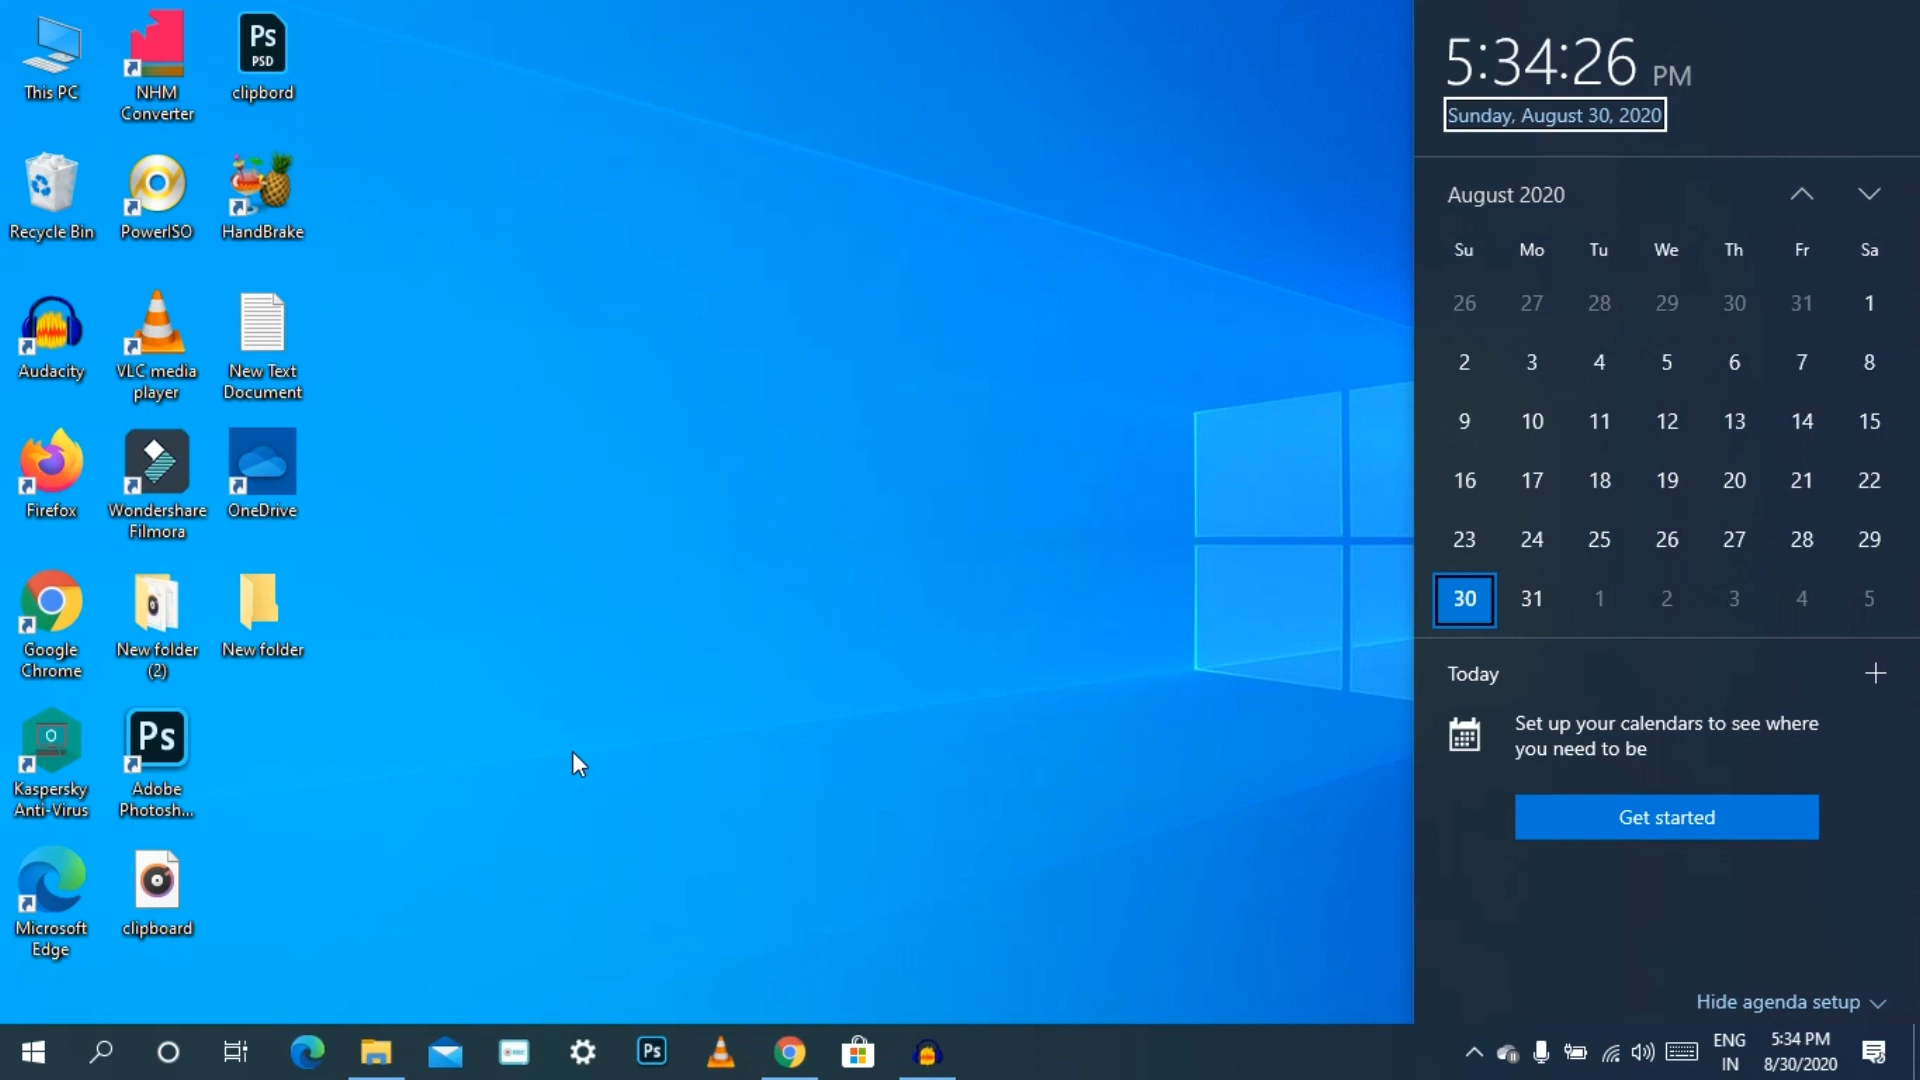 This PC
NHM
Converter
Ps
PSD
clipbord
Recycle Bin
PowerISO
HandBrake
Audacity
VLC media
player
New Text
Document
Firefox
Wondershare
Filmora
OneDrive
Google
Chrome
New folder
(2)
New folder
Kaspersky
Anti-Virus
Ps
Adobe
Photosh...
Microsoft
Edge
clipboard
5:34:26 PM
Sunday, August 30, 2020
August 2020
Su Mo Tu We Th Fr Sa
26 27 28 29 30 31 1
2 3 4 5 6 7 8
9 10 11 12 13 14 15
16 17 18 19 20 21 22
23 24 25 26 27 28 29
30 31 1 2 3 4 5
Today
Set up your calendars to see where
you need to be
Get started
Hide agenda setup
Ps
ENG
IN
5:34 PM
8/30/2020